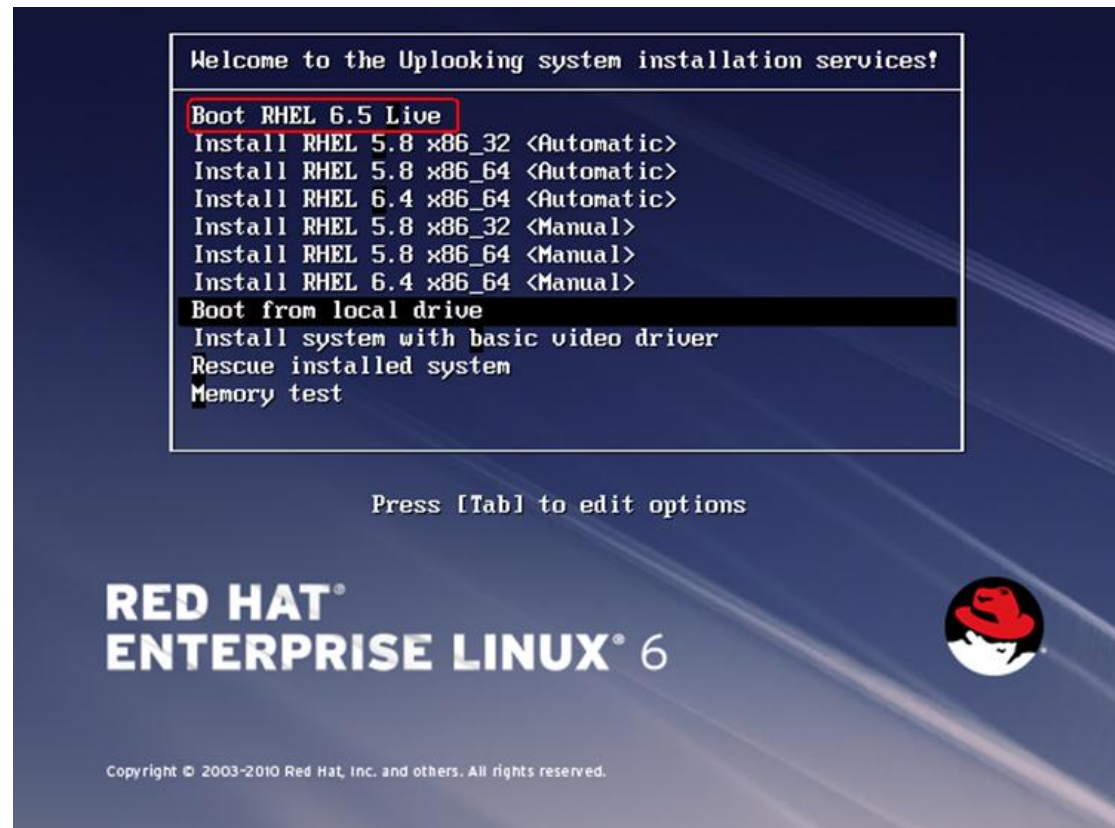 Welcome to the Uplooking system installation services!
Boot RHEL 6.5 Live
Install RHEL 5.8 x86_32 <Automatic>
Install RHEL 5.8 x86_64 <Automatic>
Install RHEL 6.4 x86_64 <Automatic>
Install RHEL 5.8 x86_32 <Manual>
Install RHEL 5.8 x86_64 <Manual>
Install RHEL 6.4 x86_64 <Manual>
Boot from local drive
Install system with basic video driver
Rescue installed system
Memory test
Press [Tab] to edit options
RED HAT®
ENTERPRISE LINUX® 6
Copyright © 2003-2010 Red Hat, Inc. and others. All rights reserved.